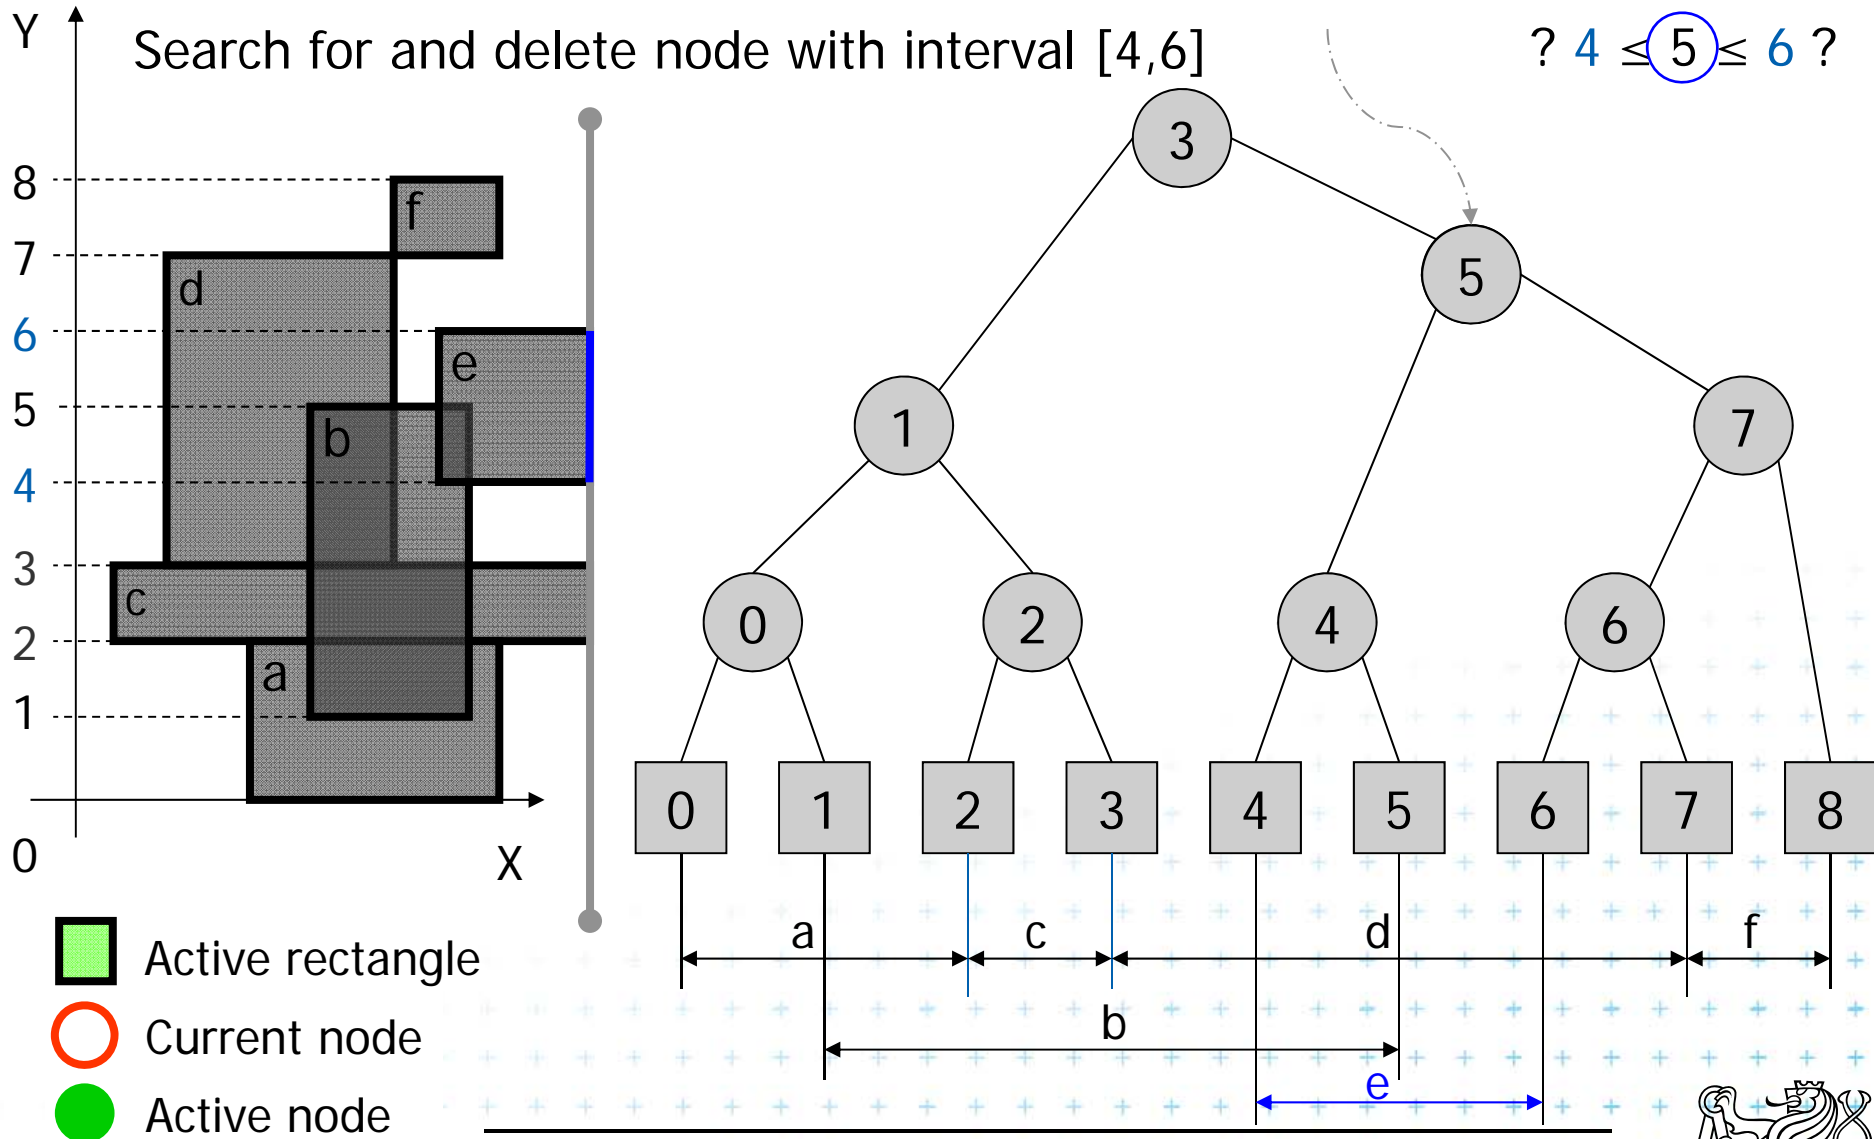 Y
Search for and delete node with interval [4,6]
? 4 ≤ 5 ≤ 6 ?
3
8
f
7
5
d
6
e
5
1
7
b
4
3
c
0
2
4
6
2
a
1
0
1
2
3
4
5
6
7
8
0
X
a
c
d
f
Active rectangle
b
Current node
e
Active node